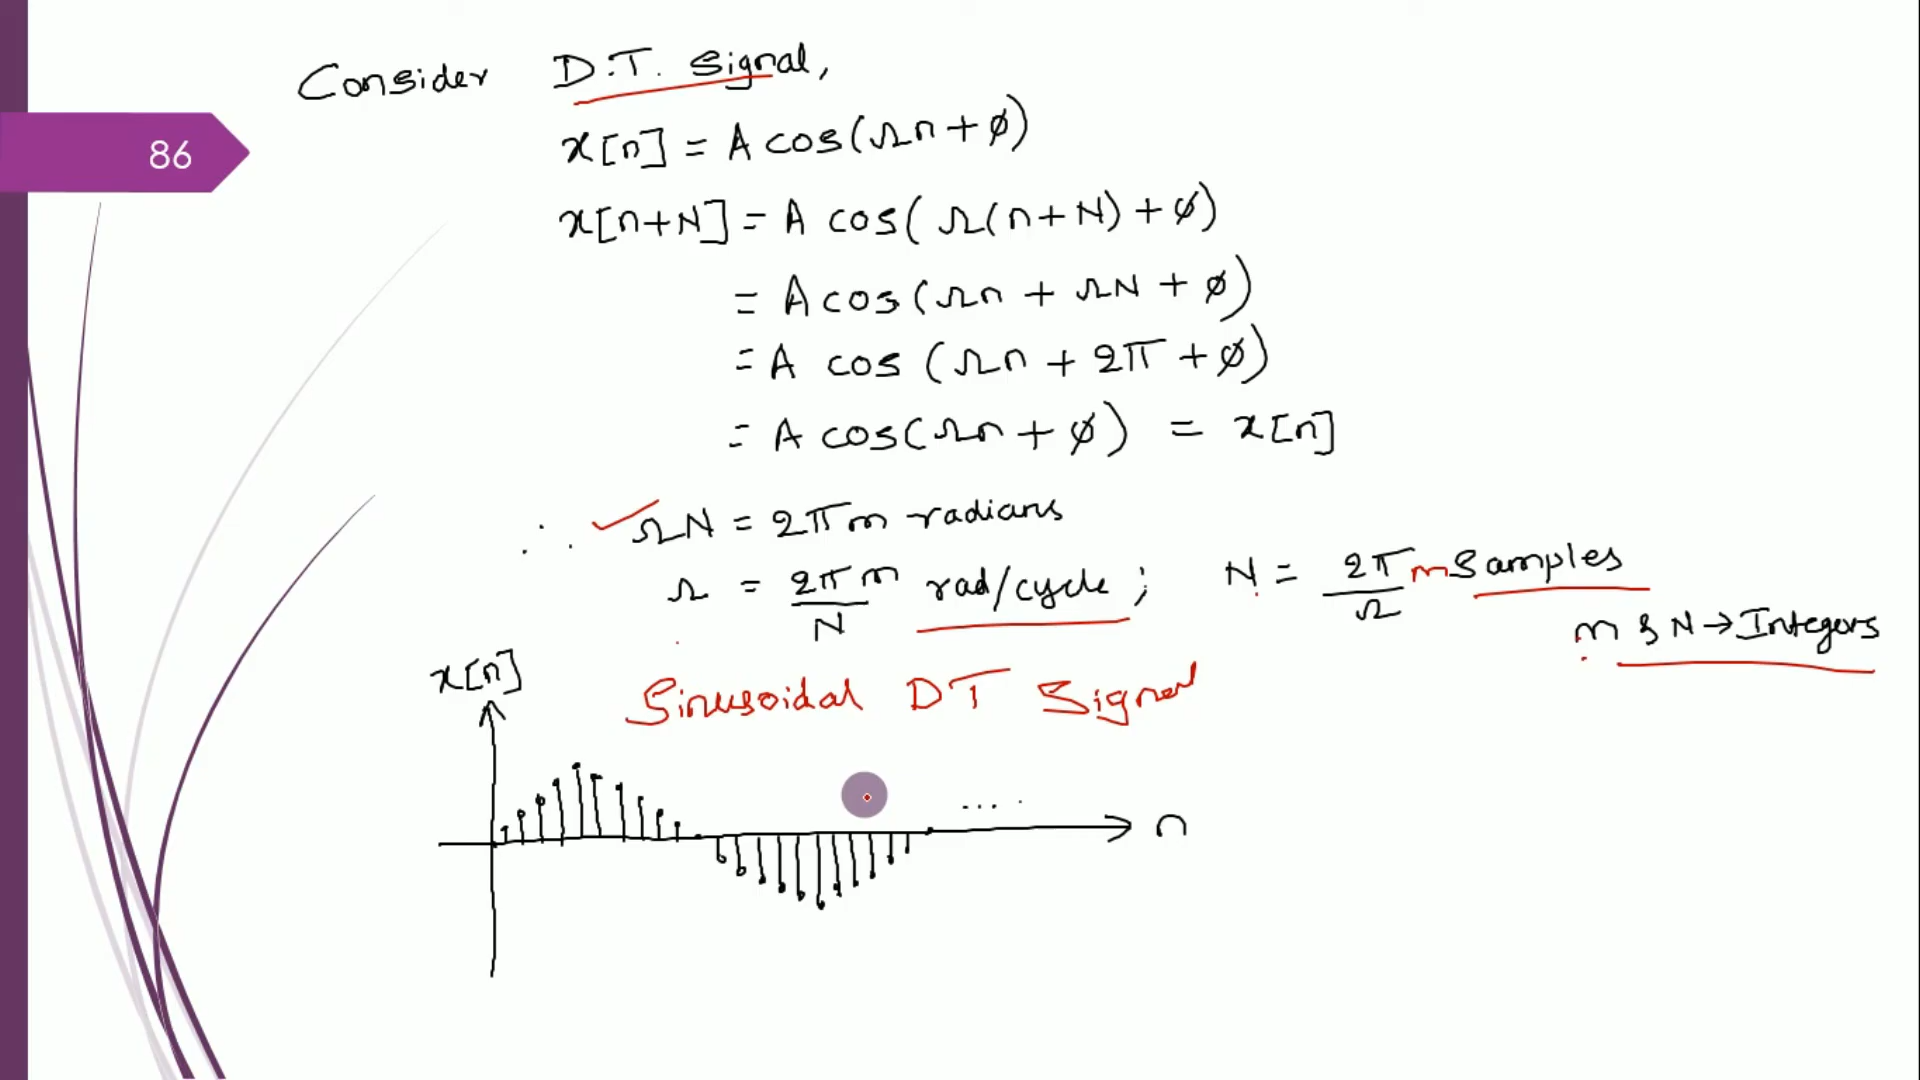 Consider D.T. Signal,
86
x[n] = A cos(Ωn + φ)
x[n+N] = A cos(Ω(n+N) + φ)
= A cos(Ωn + ΩN + φ)
= A cos (Ωn + 2π + φ)
= A cos(Ωn + φ) = x[n]
∴ ✓ ΩN = 2πm radians
Ω = 2πm/N rad/cycle ; N = 2πm/Ω Samples
m & N → Integers
x[n]
Sinusoidal DT Signal
....
n